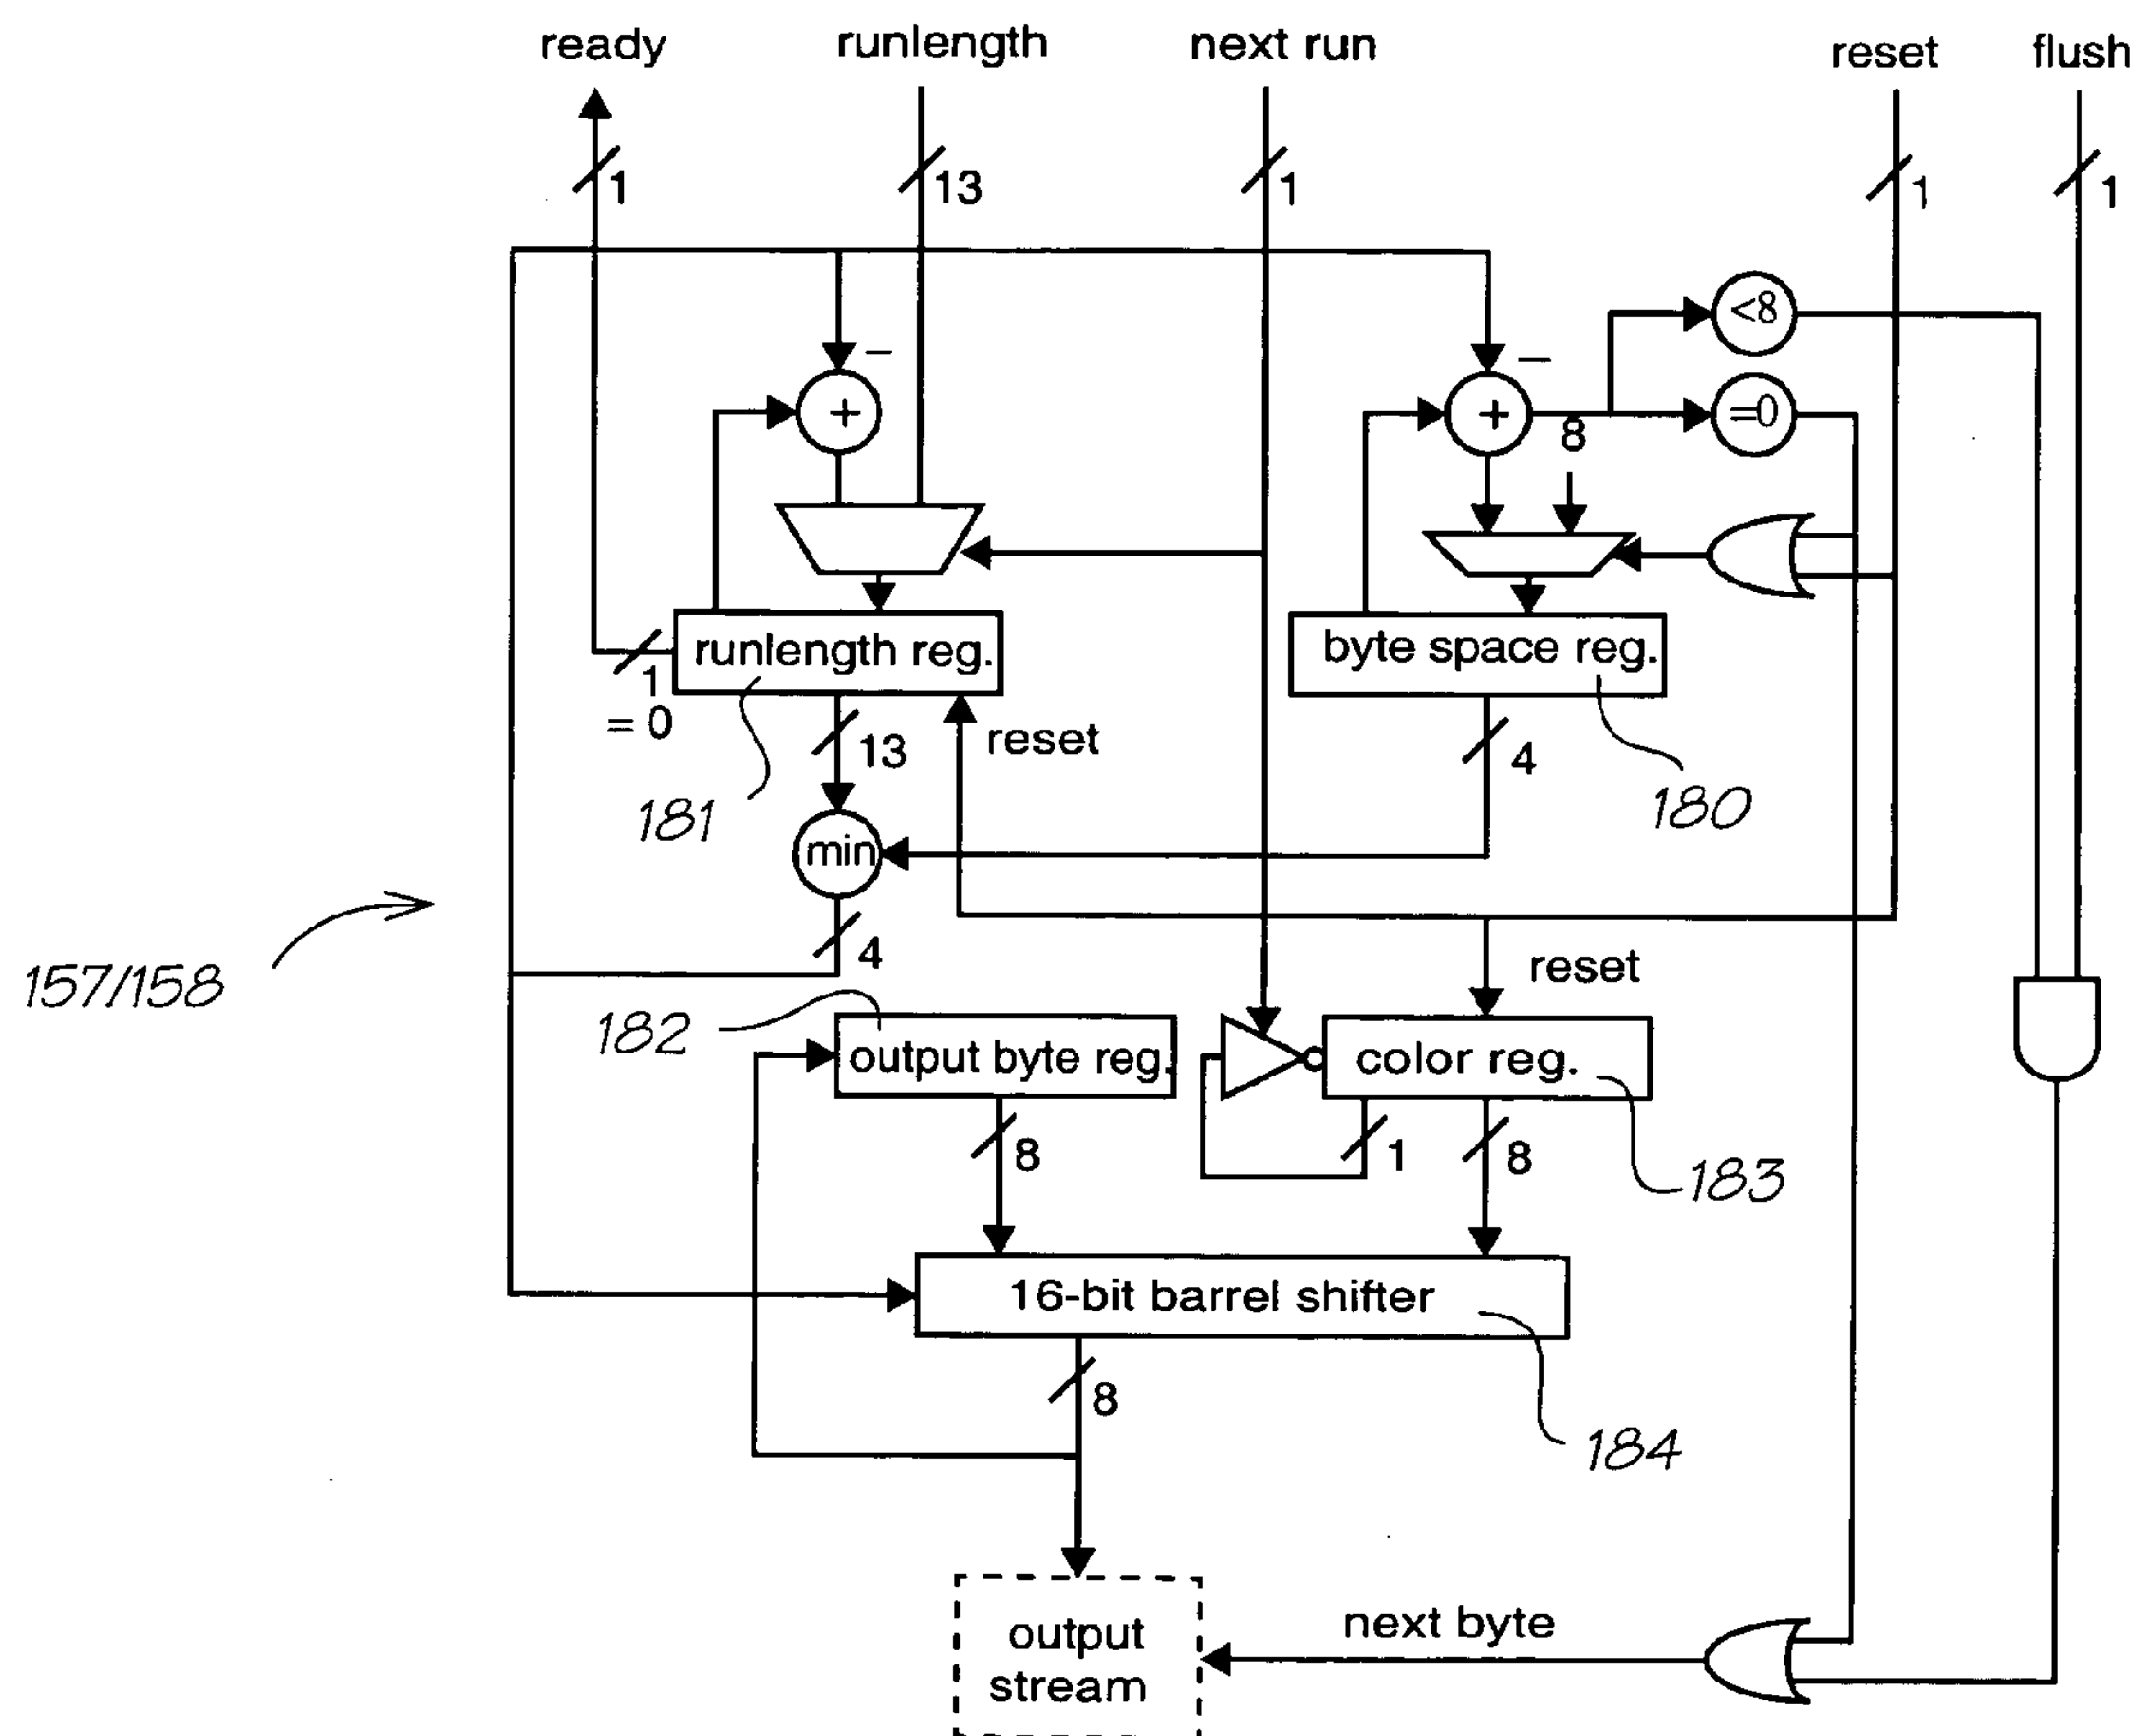 ready
runlength
next run
reset
flush
1
13
1
1
1
<8
–
–
+
+
=0
8
runlength reg.
byte space reg.
1
= 0
13
reset
4
181
180
min
4
reset
157/158
182
output byte reg.
color reg.
8
1
8
183
16-bit barrel shifter
8
184
next byte
output
stream